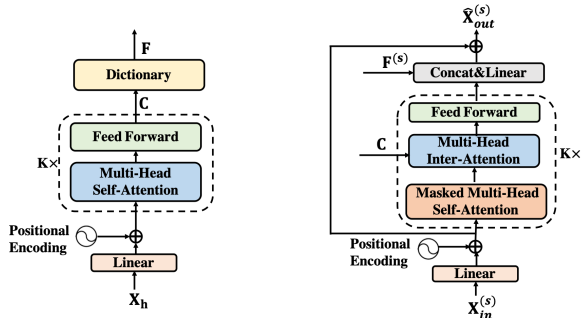 F
Dictionary
C
Feed Forward
K×
Multi-Head
Self-Attention
Positional
Encoding
Linear
X_h
X̂_out^(s)
F^(s)
Concat&Linear
Feed Forward
C
Multi-Head
Inter-Attention
K×
Masked Multi-Head
Self-Attention
Positional
Encoding
Linear
X_in^(s)